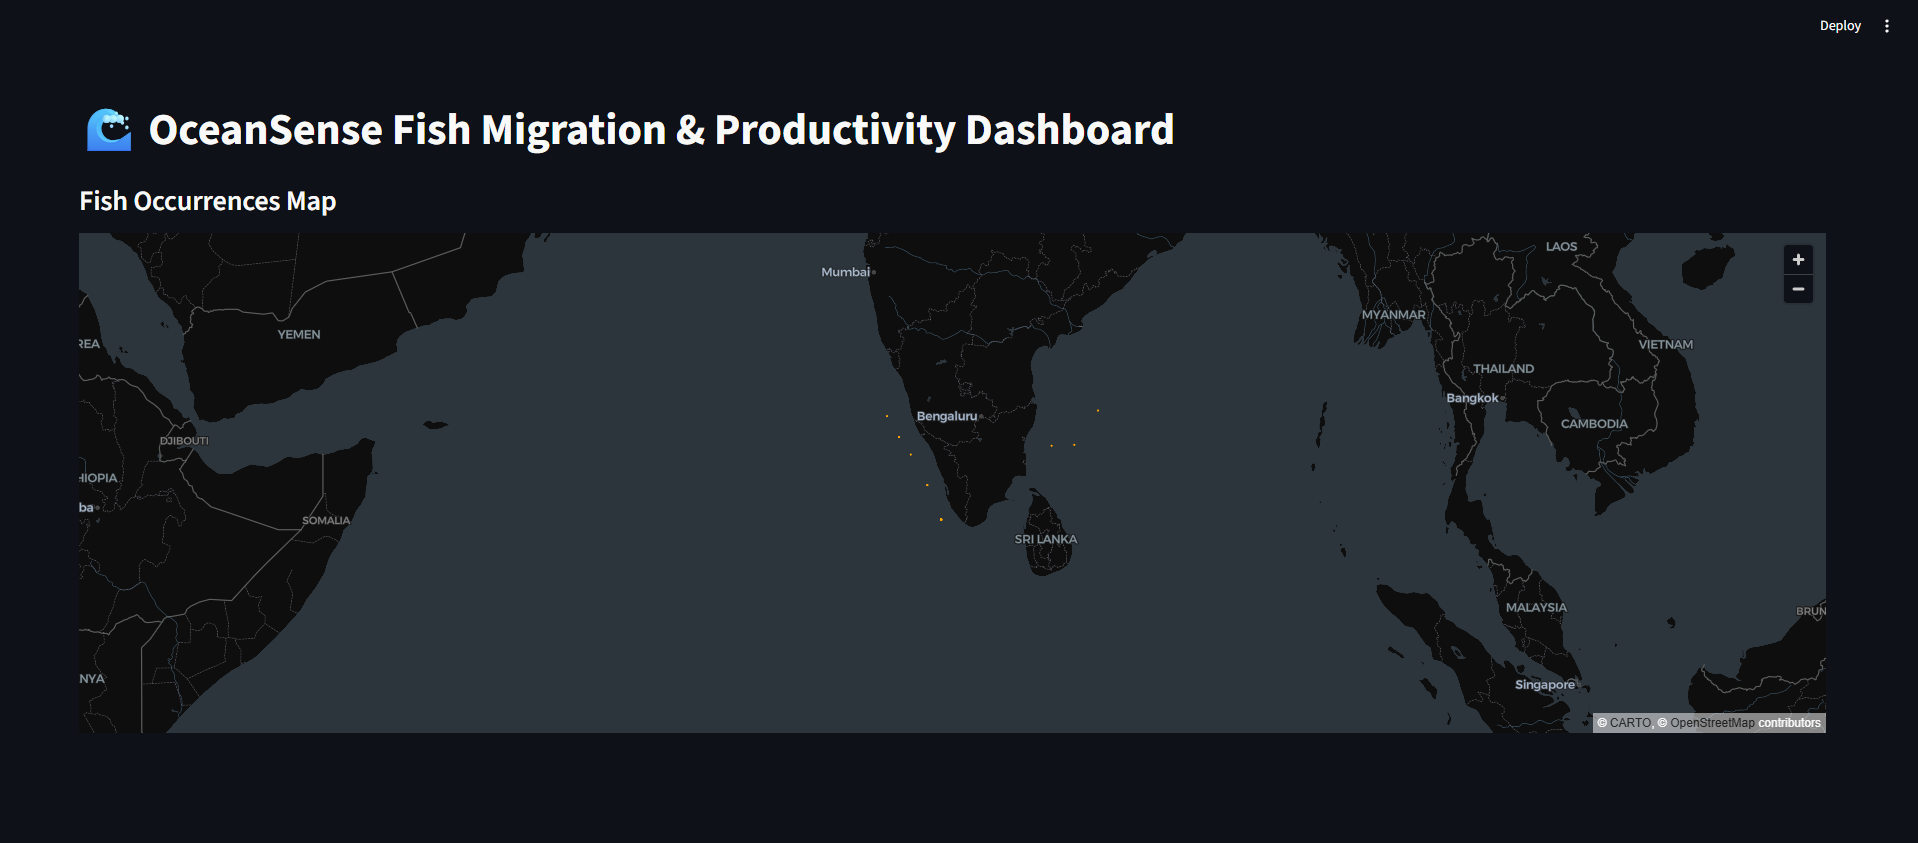 Deploy
OceanSense Fish Migration & Productivity Dashboard
Fish Occurrences Map
LAOS
+
Mumbai
−
MYANMAR
YEMEN
REA
VIETNAM
THAILAND
Bangkok
Bengaluru
CAMBODIA
DJIBOUTI
HIOPIA
ba
SOMALIA
SRI LANKA
MALAYSIA
BRUN
NYA
Singapore
© CARTO, © OpenStreetMap contributors